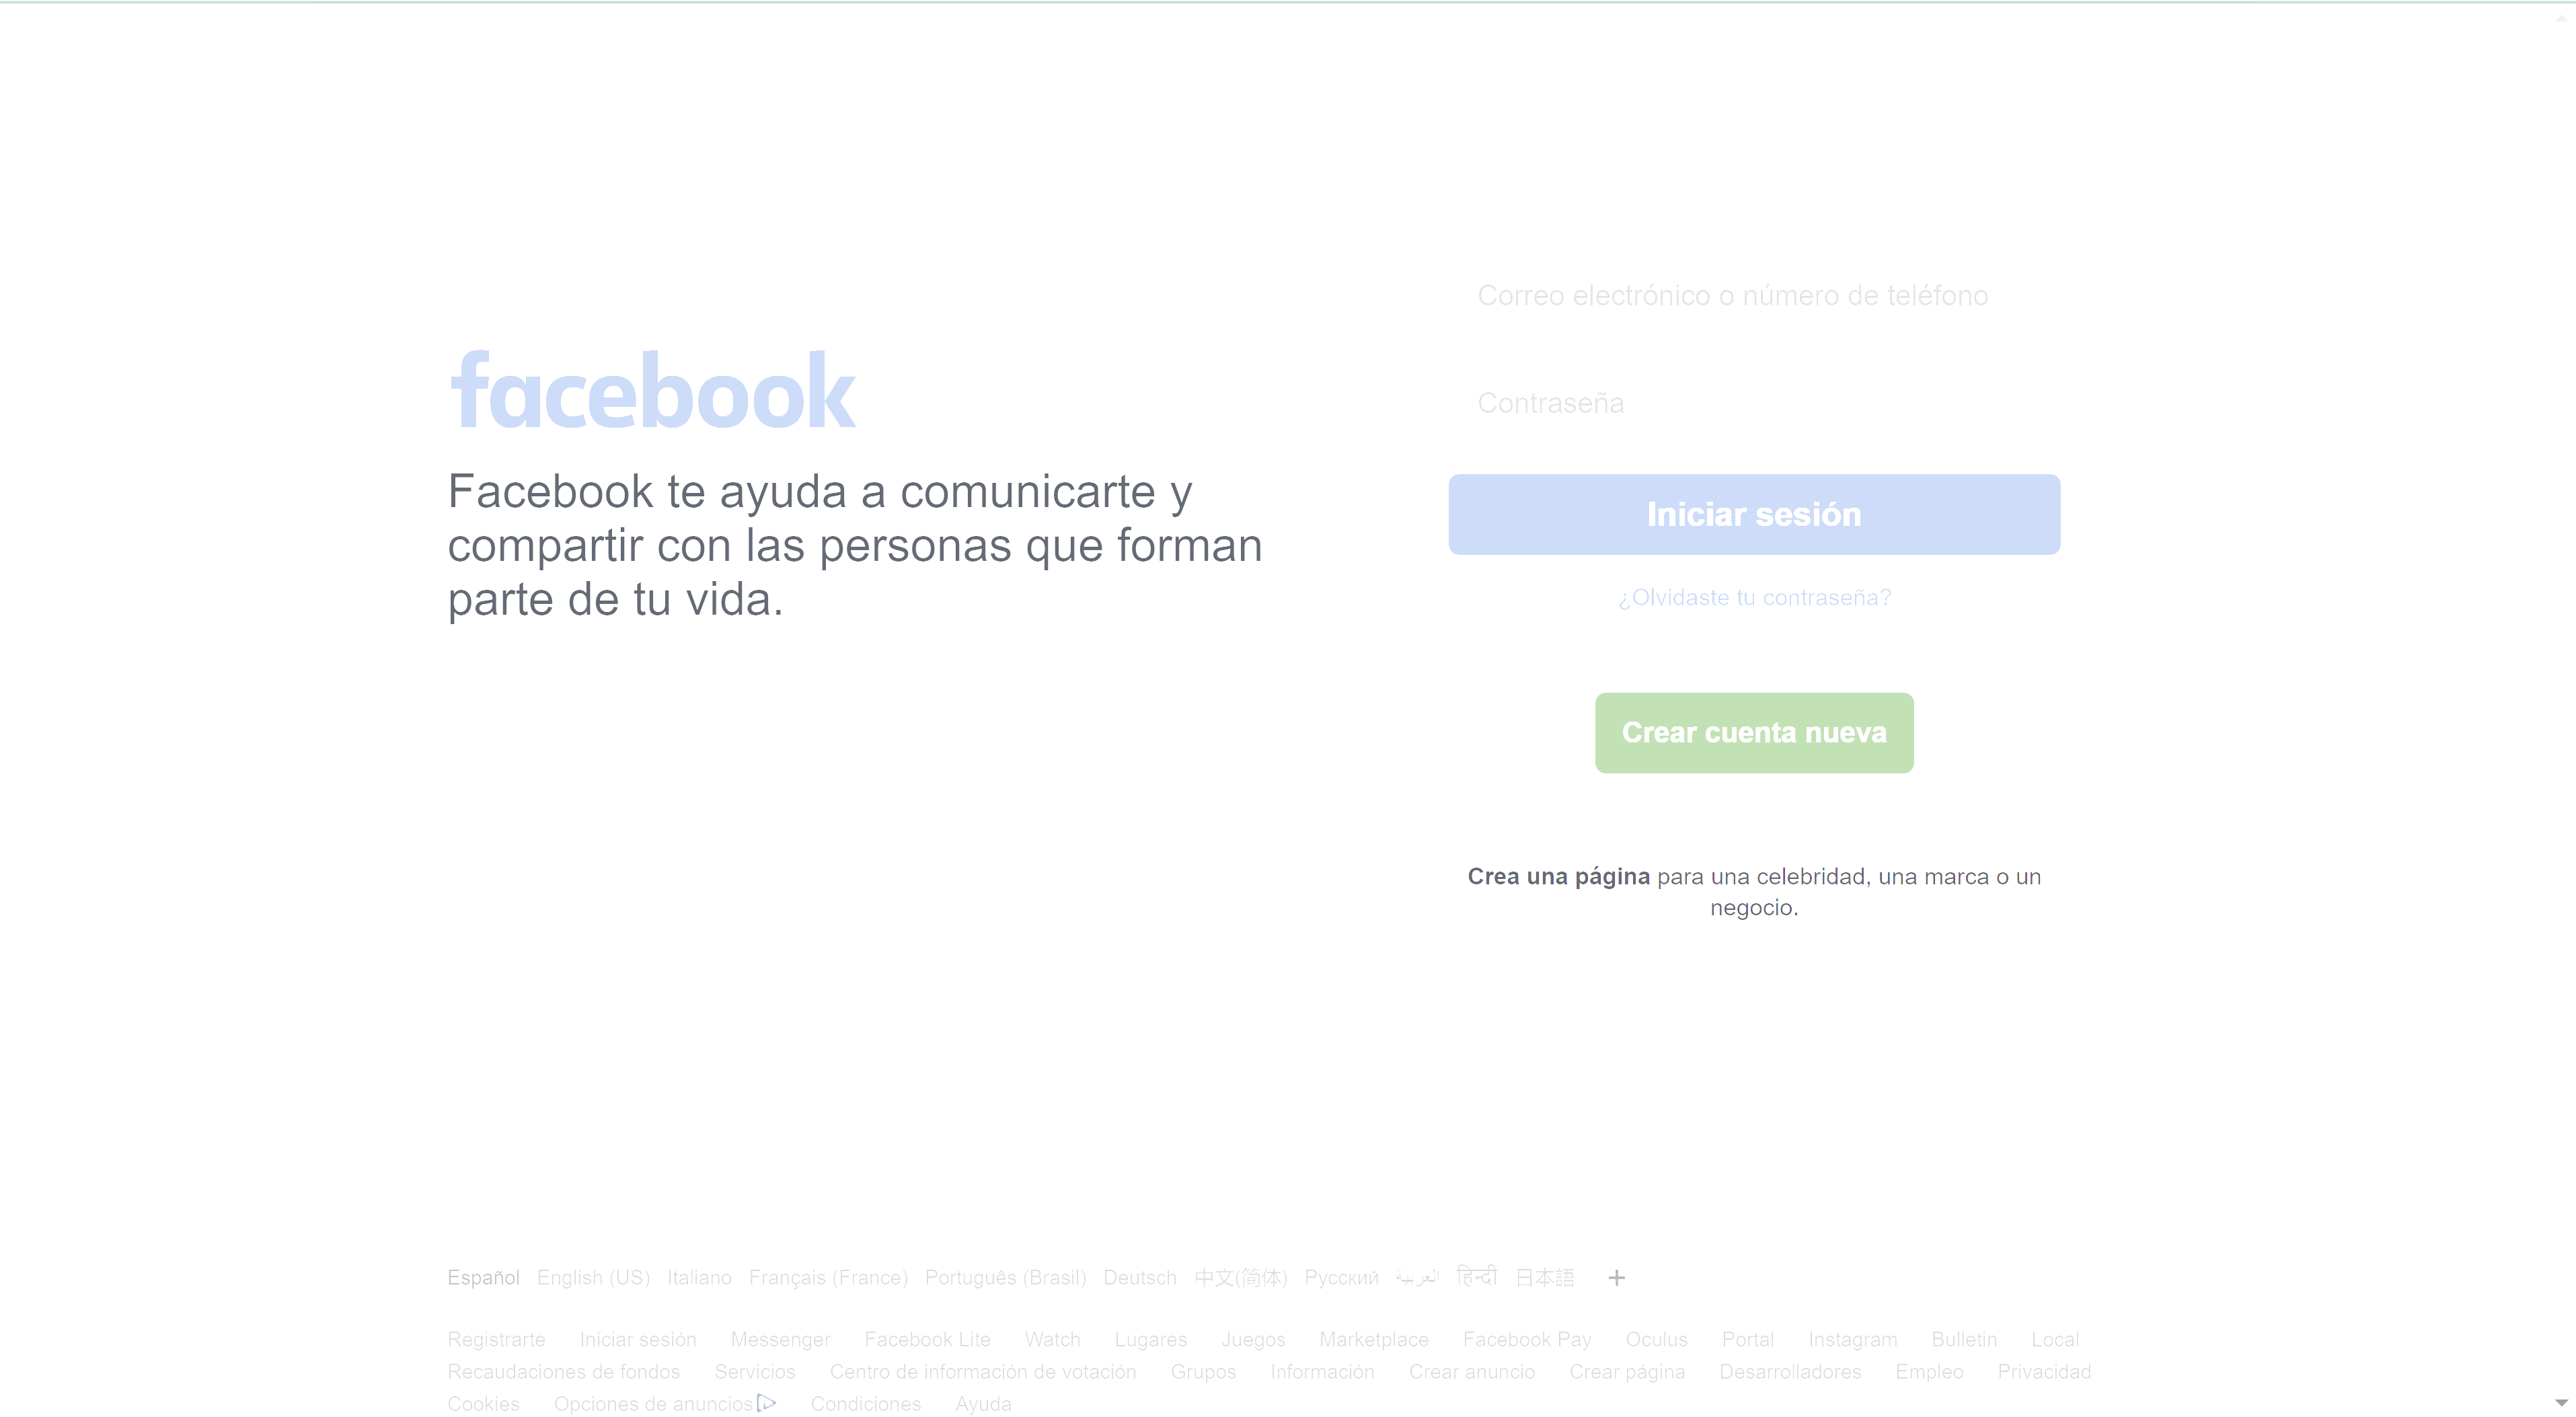 facebook
Facebook te ayuda a comunicarte y
compartir con las personas que forman
parte de tu vida.
Correo electrónico o número de teléfono
Contraseña
Iniciar sesión
¿Olvidaste tu contraseña?
Crear cuenta nueva
Crea una página para una celebridad, una marca o un
negocio.
Español English (US) Italiano Français (France) Português (Brasil) Deutsch 中文(简体) Русский العربية हिन्दी 日本語 +
Registrarte Iniciar sesión Messenger Facebook Lite Watch Lugares Juegos Marketplace Facebook Pay Oculus Portal Instagram Bulletin Local
Recaudaciones de fondos Servicios Centro de información de votación Grupos Información Crear anuncio Crear página Desarrolladores Empleo Privacidad
Cookies Opciones de anuncios Condiciones Ayuda